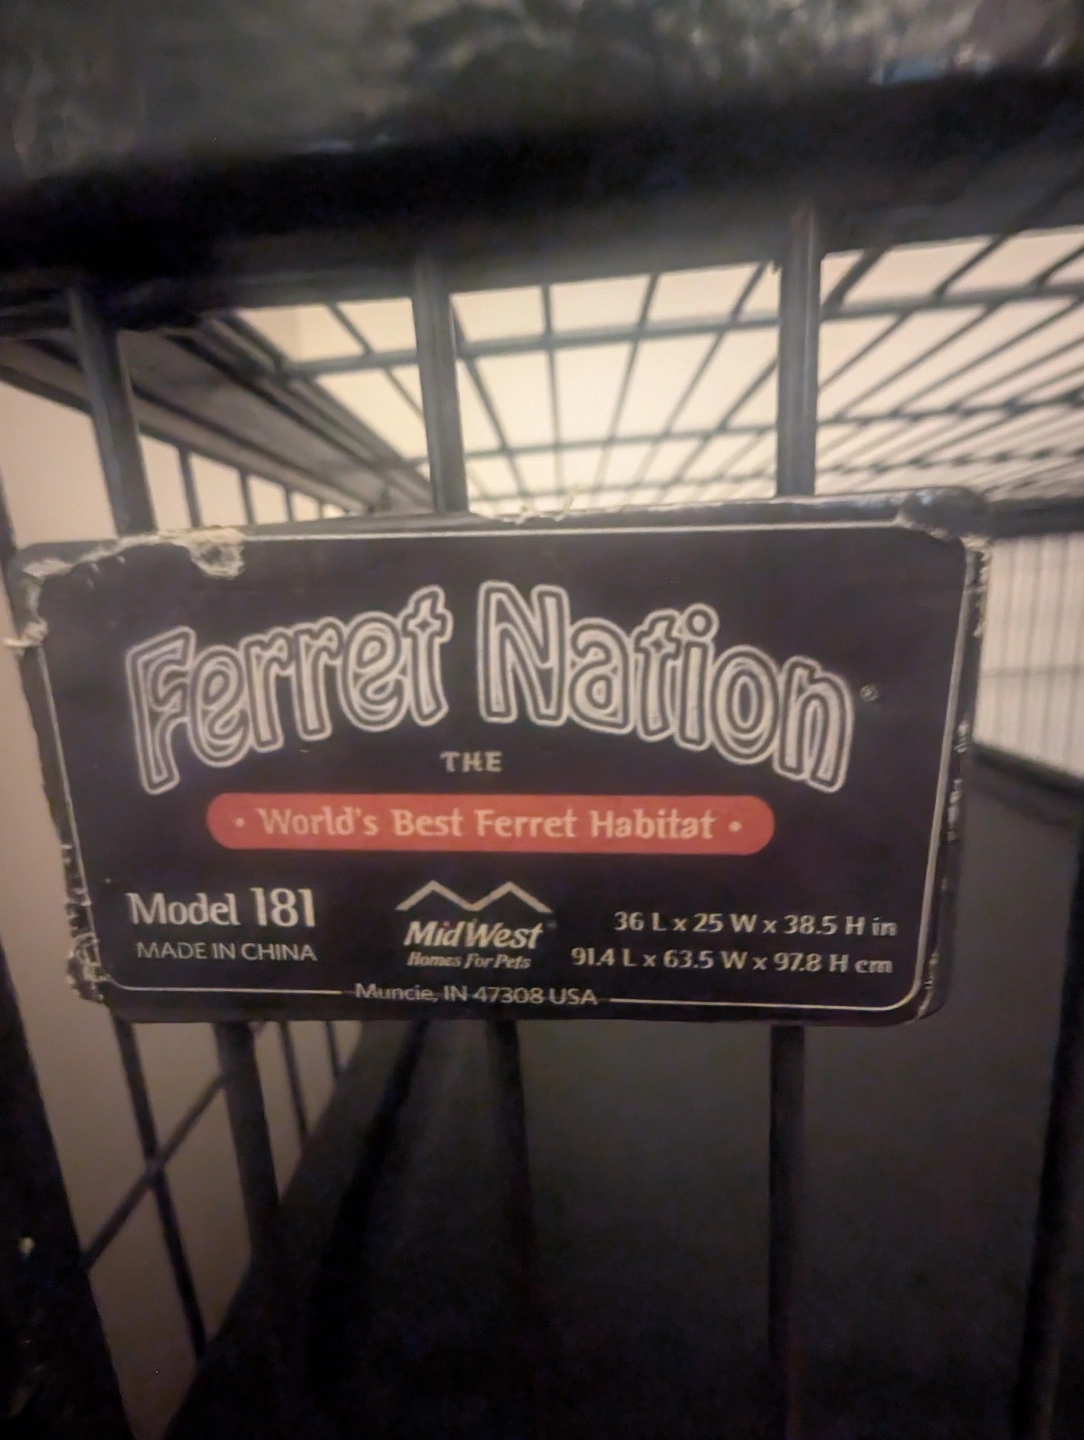 Ferret Nation®
THE
• World's Best Ferret Habitat •
Model 181
MADE IN CHINA
MidWest
Homes For Pets
36 L x 25 W x 38.5 H in
91.4 L x 63.5 W x 97.8 H cm
Muncie, IN 47308 USA